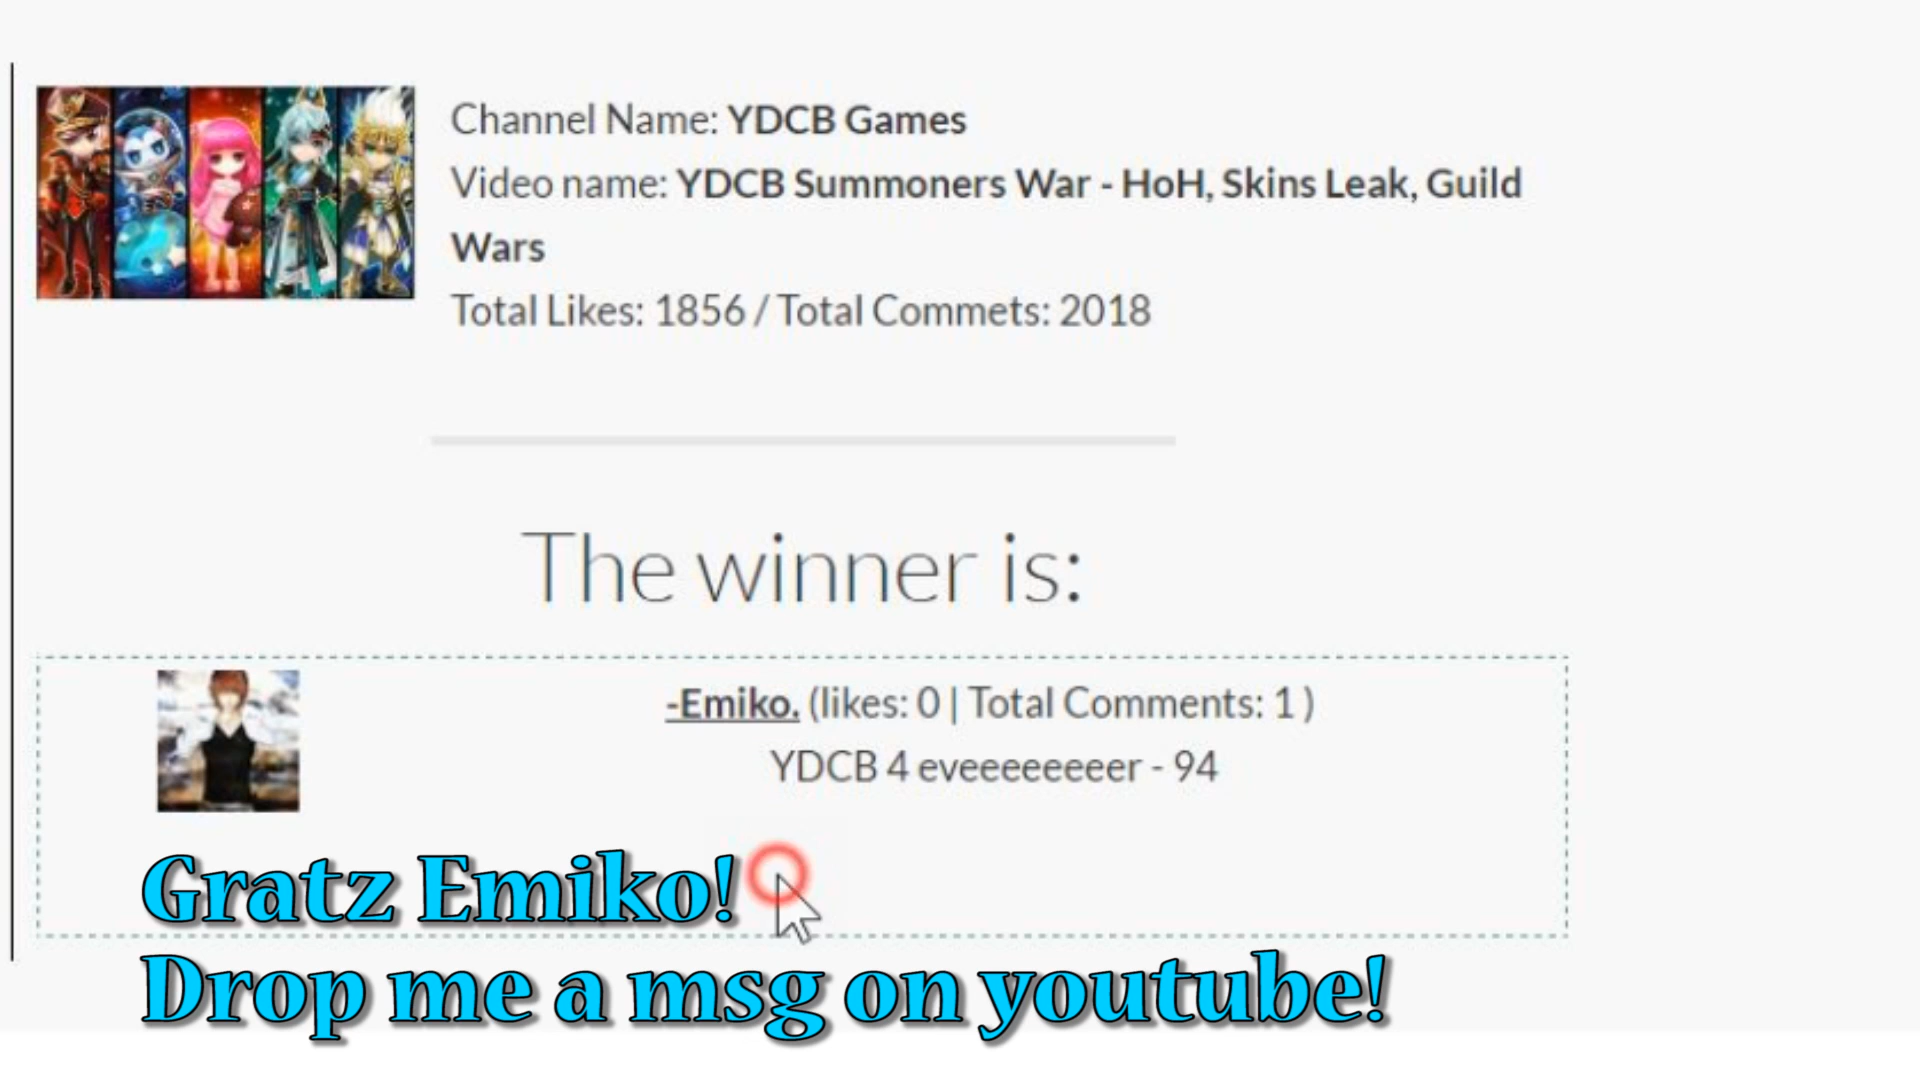 Channel Name: YDCB Games
Video name: YDCB Summoners War - HoH, Skins Leak, Guild
Wars
Total Likes: 1856 / Total Commets: 2018
The winner is:
-Emiko. (likes: 0 | Total Comments: 1 )
YDCB 4 eveeeeeeeer - 94
Gratz Emiko!
Drop me a msg on youtube!